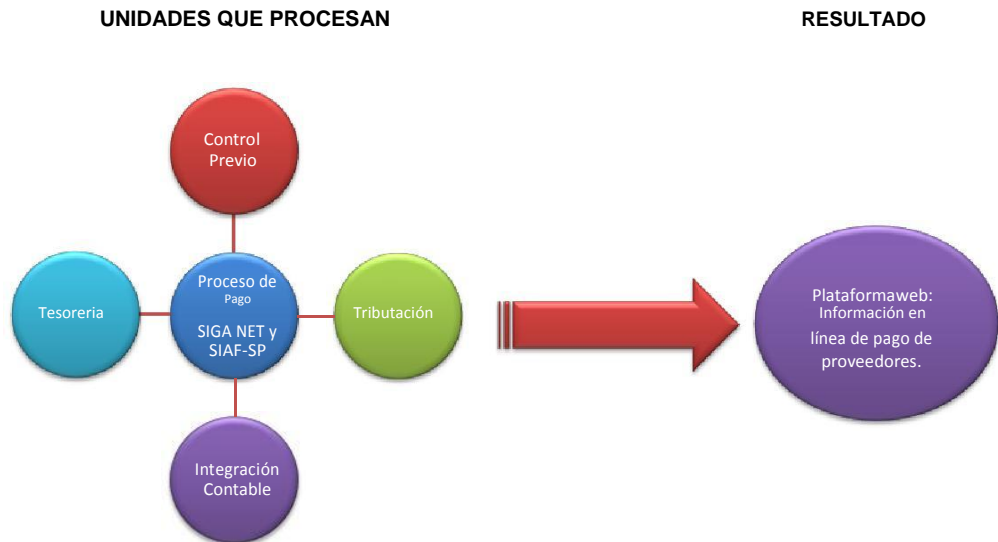 UNIDADES QUE PROCESAN
RESULTADO
Control
Previo
Tesoreria
Proceso de
Pago
SIGA NET y
SIAF-SP
Tributación
Integración
Contable
Plataformaweb:
Información en
línea de pago de
proveedores.